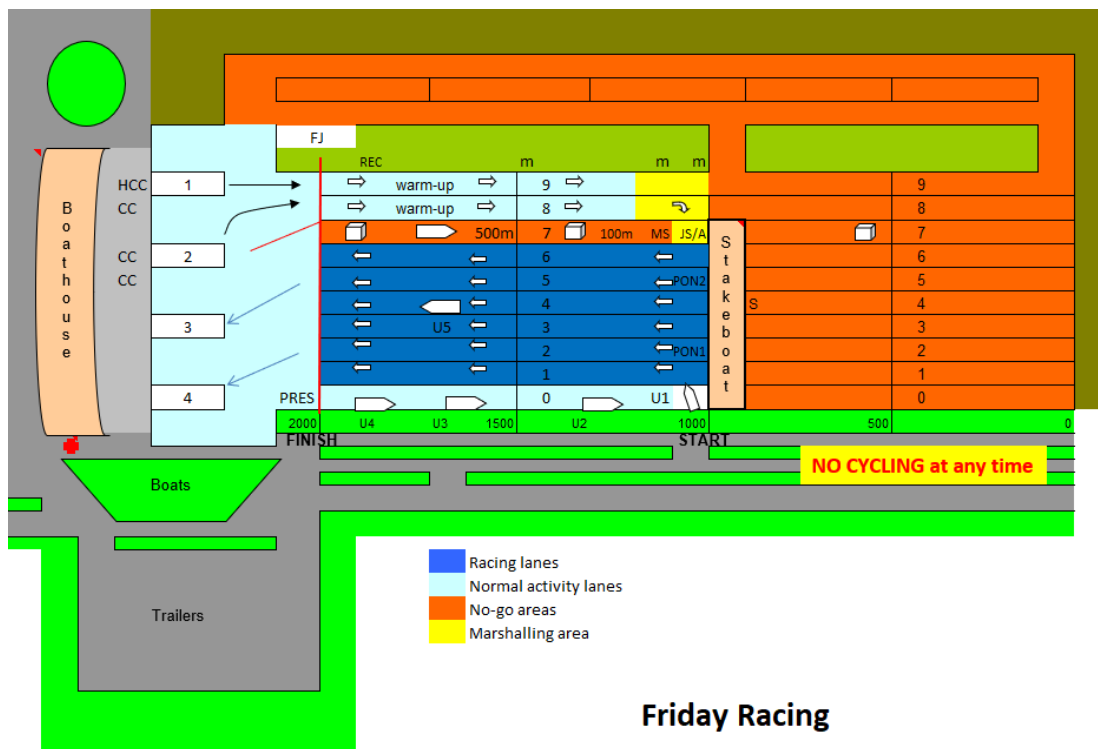 FJ
REC m m m
HCC 1 warm-up 9 9
CC warm-up 8 8
500m 7 100m MS JS/A 7
CC 2 6 6
CC 5 PON2 5
4 S 4
3 U5 3 3
2 PON1 2
1 1
4 PRES 0 U1 0
Boathouse
Stakeboat
2000 U4 U3 1500 U2 1000 500 0
FINISH START
NO CYCLING at any time
Boats
Racing lanes
Normal activity lanes
No-go areas
Marshalling area
Trailers
Friday Racing